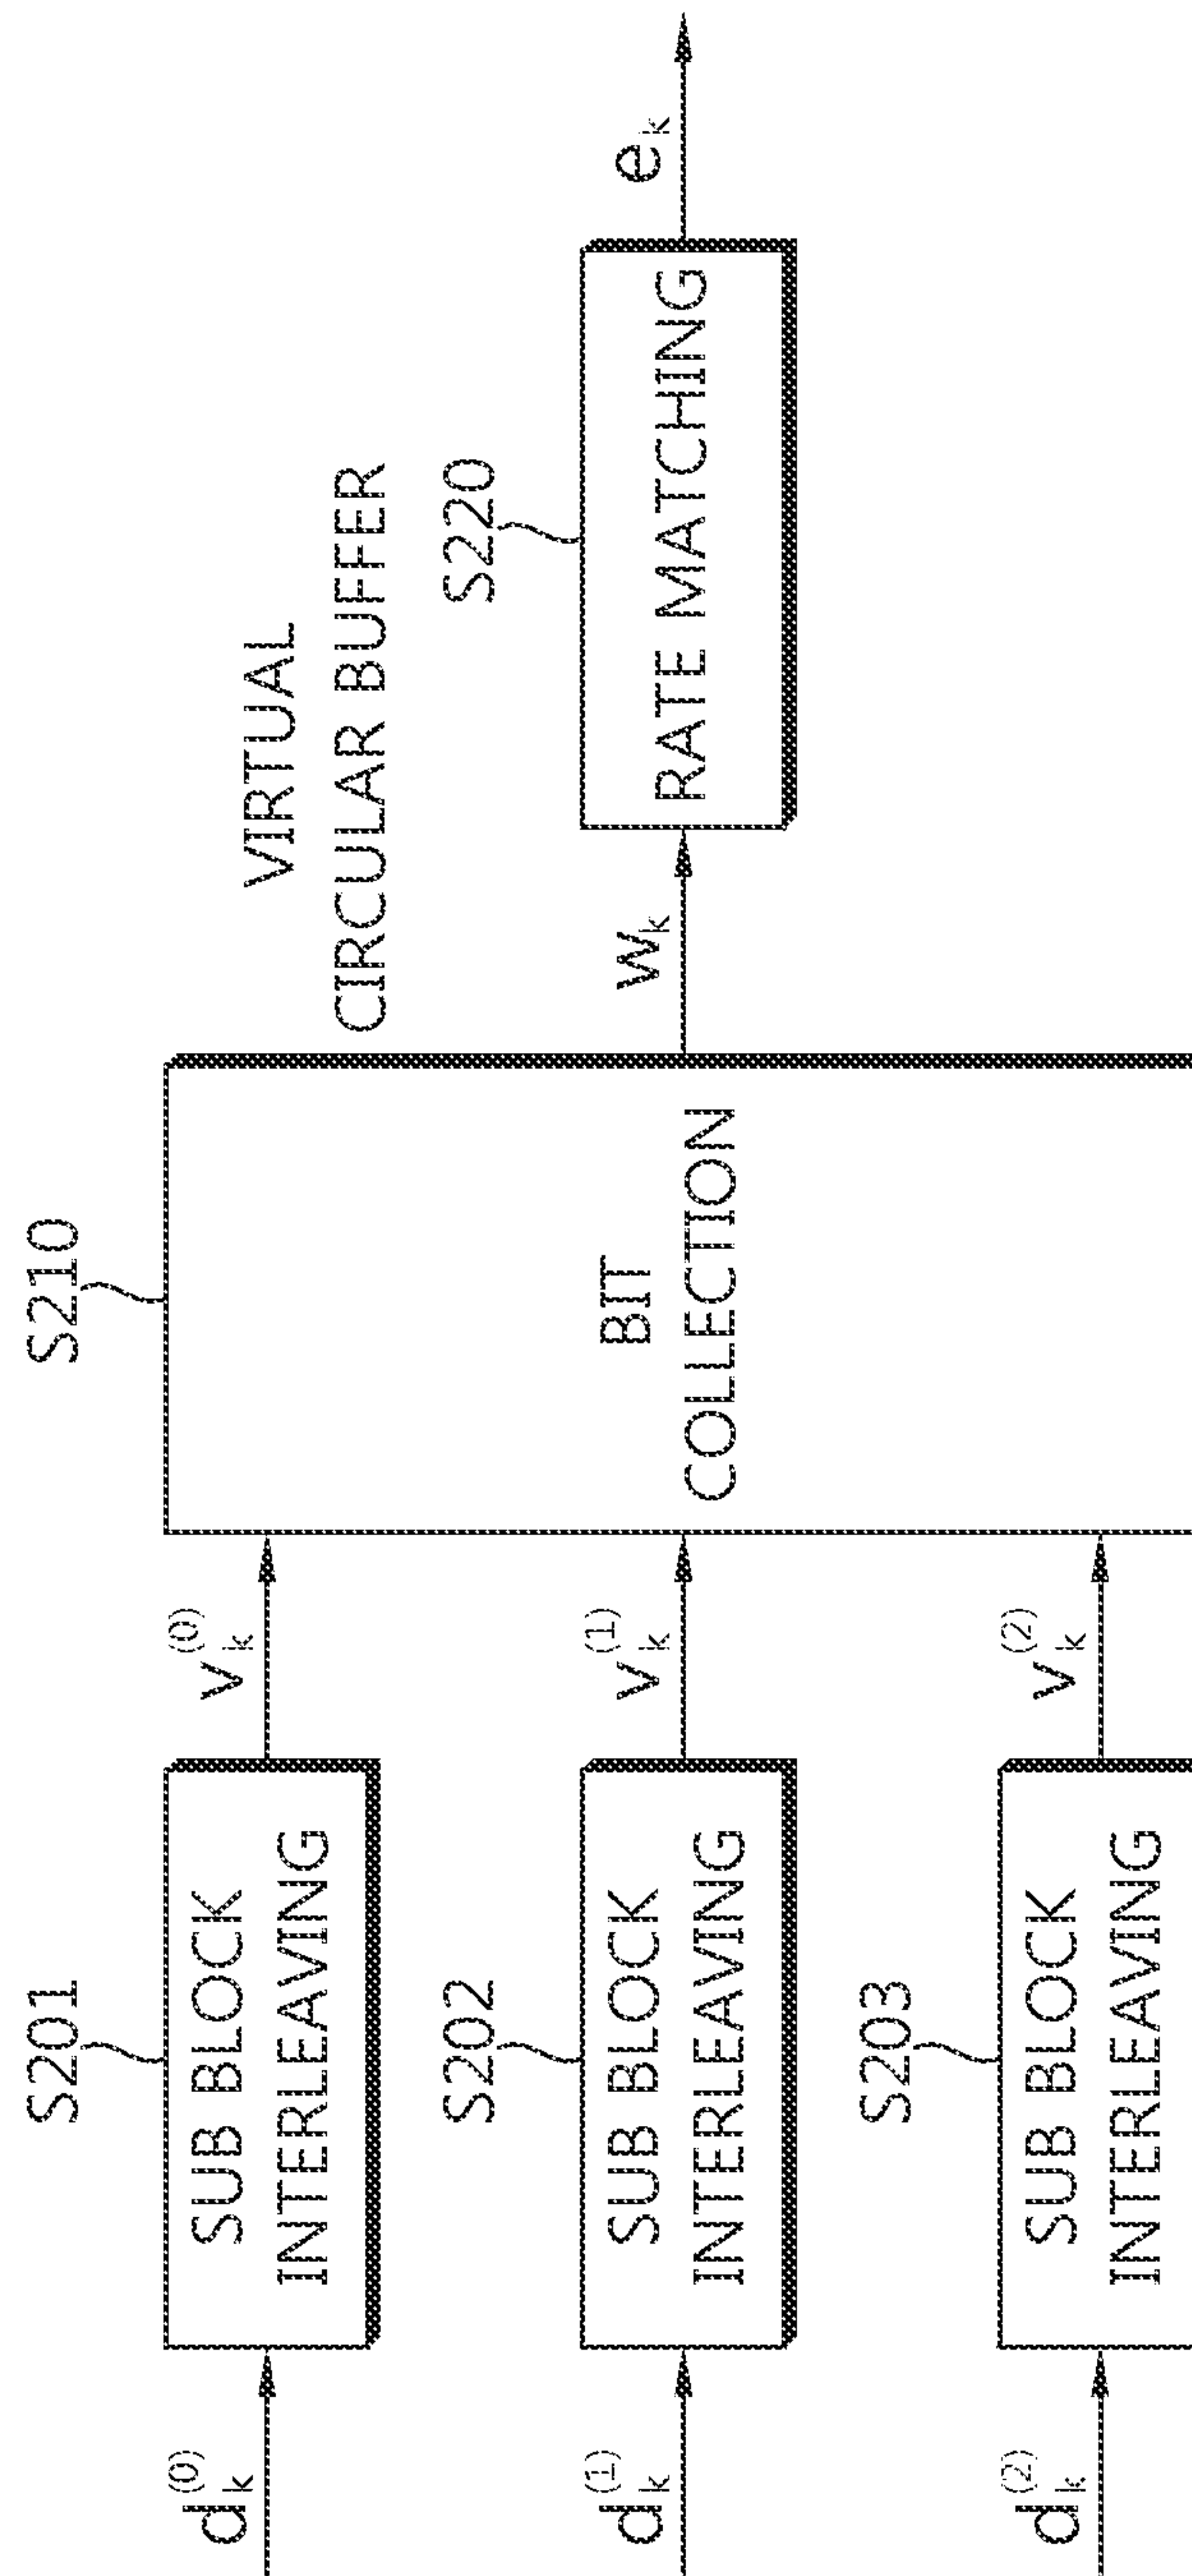 S201
d_k^(0)
SUB BLOCK
INTERLEAVING
v_k^(0)
S202
d_k^(1)
SUB BLOCK
INTERLEAVING
v_k^(1)
S203
d_k^(2)
SUB BLOCK
INTERLEAVING
v_k^(2)
S210
BIT
COLLECTION
VIRTUAL
CIRCULAR BUFFER
w_k
S220
RATE MATCHING
e_k